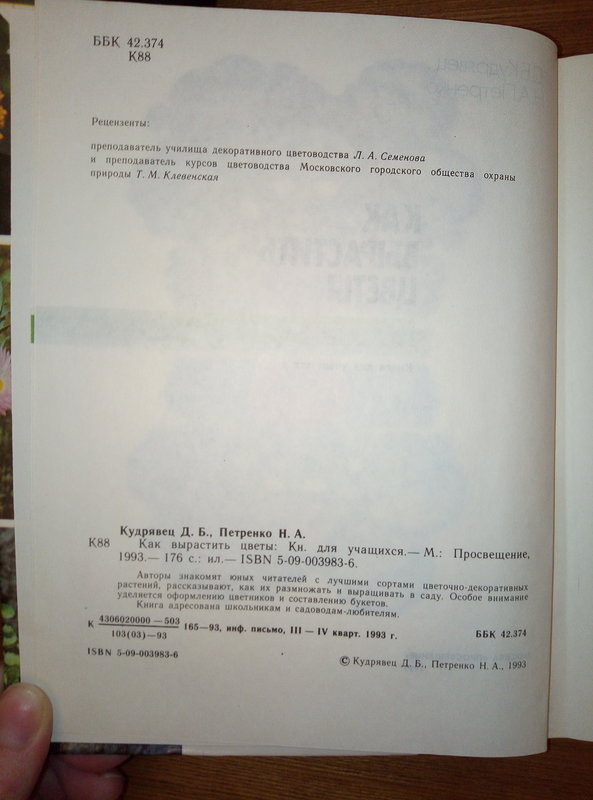 ББК 42.374
К88
Рецензенты:
преподаватель училища декоративного цветоводства Л. А. Семенова
и преподаватель курсов цветоводства Московского городского общества охраны
природы Т. М. Клевенская
Кудрявец Д. Б., Петренко Н. А.
К88 Как вырастить цветы: Кн. для учащихся.— М.: Просвещение,
1993.— 176 с.: ил.— ISBN 5-09-003983-6.
Авторы знакомят юных читателей с лучшими сортами цветочно-декоративных
растений, рассказывают, как их размножать и выращивать в саду. Особое внимание
уделяется оформлению цветников и составлению букетов.
Книга адресована школьникам и садоводам-любителям.
К 4306020000—503
103(03)—93 165—93, инф. письмо, III—IV кварт. 1993 г. ББК 42.374
ISBN 5-09-003983-6
© Кудрявец Д. Б., Петренко Н. А., 1993